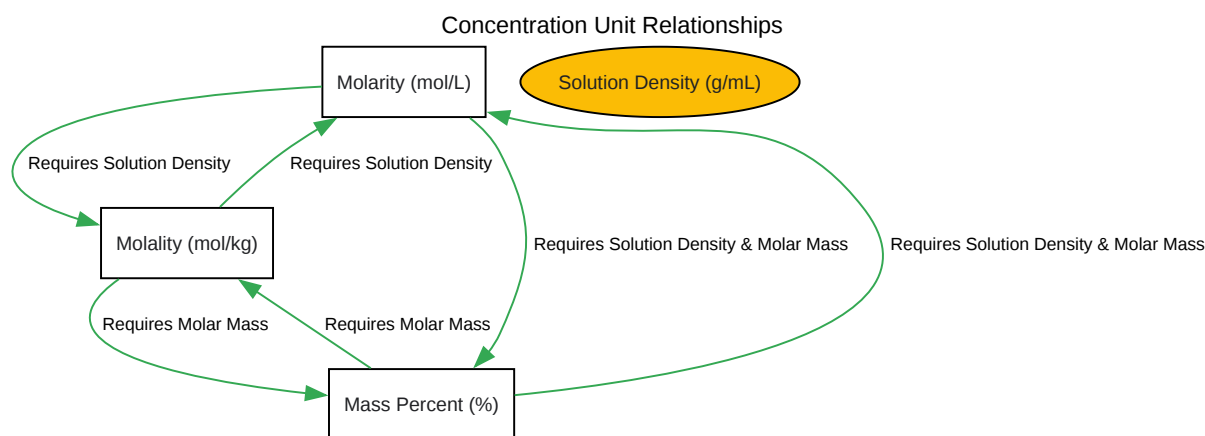 Concentration Unit Relationships
Molarity (mol/L)
Solution Density (g/mL)
Requires Solution Density
Requires Solution Density
Molality (mol/kg)
Requires Solution Density & Molar Mass
Requires Solution Density & Molar Mass
Requires Molar Mass
Requires Molar Mass
Mass Percent (%)